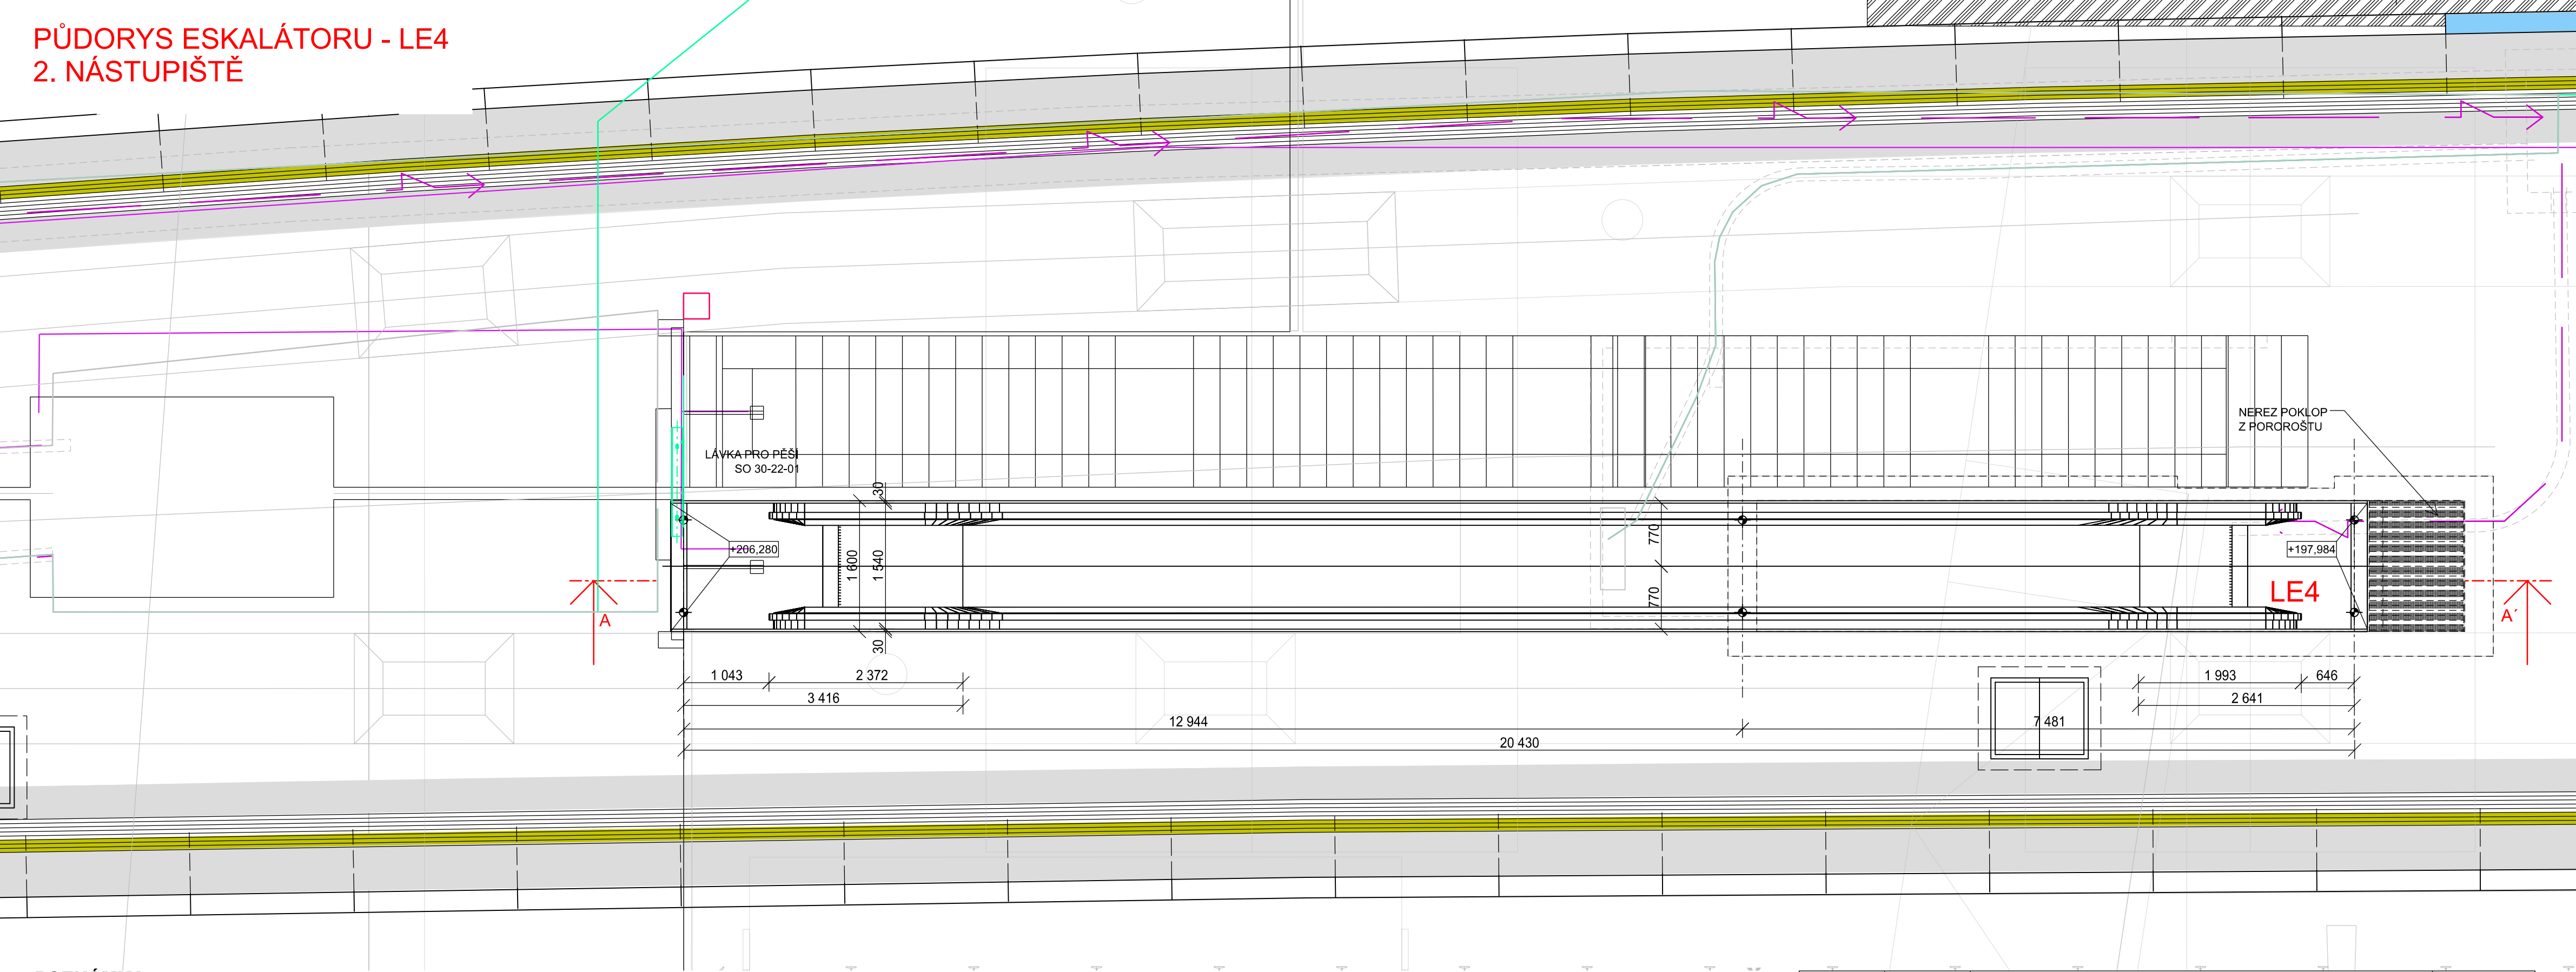 PŮDORYS ESKALÁTORU - LE4
2. NÁSTUPIŠTĚ
NEREZ POKLOP
Z POROROŠTU
LÁVKA PRO PĚŠÍ
SO 30-22-01
30
+206,280
1 600
1 540
770
770
+197,984
LE4
A
A´
30
1 043
2 372
1 993
646
3 416
2 641
12 944
7 481
20 430